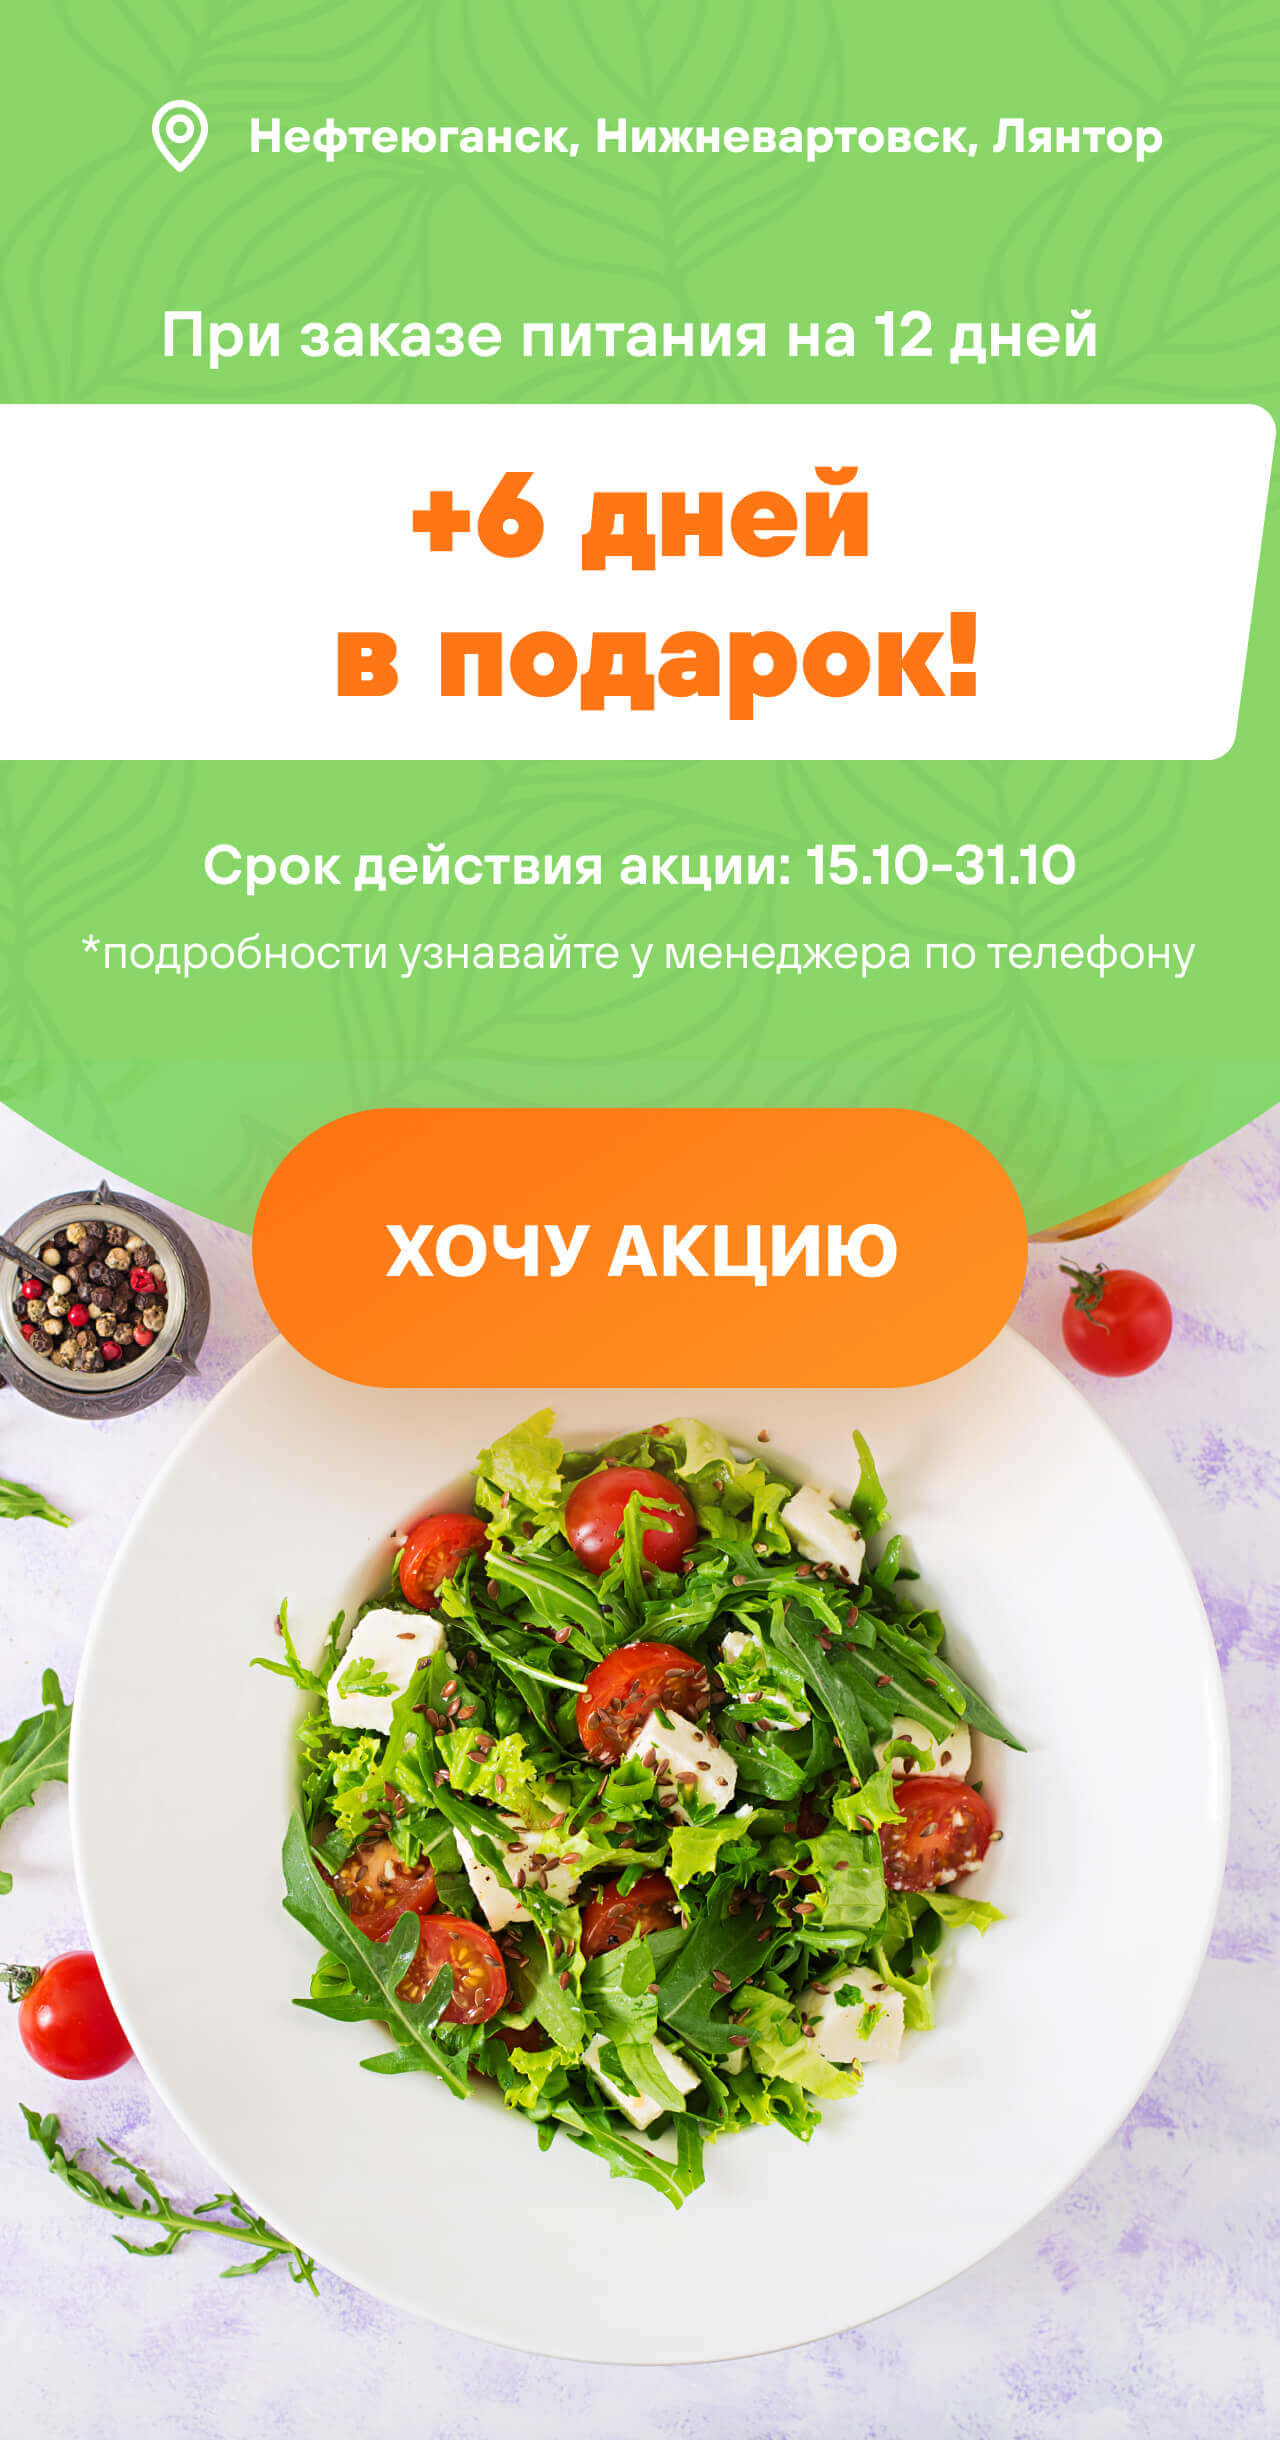 Нефтеюганск, Нижневартовск, Лянтор
При заказе питания на 12 дней
+6 дней
в подарок!
Срок действия акции: 15.10-31.10
*подробности узнавайте у менеджера по телефону
ХОЧУ АКЦИЮ